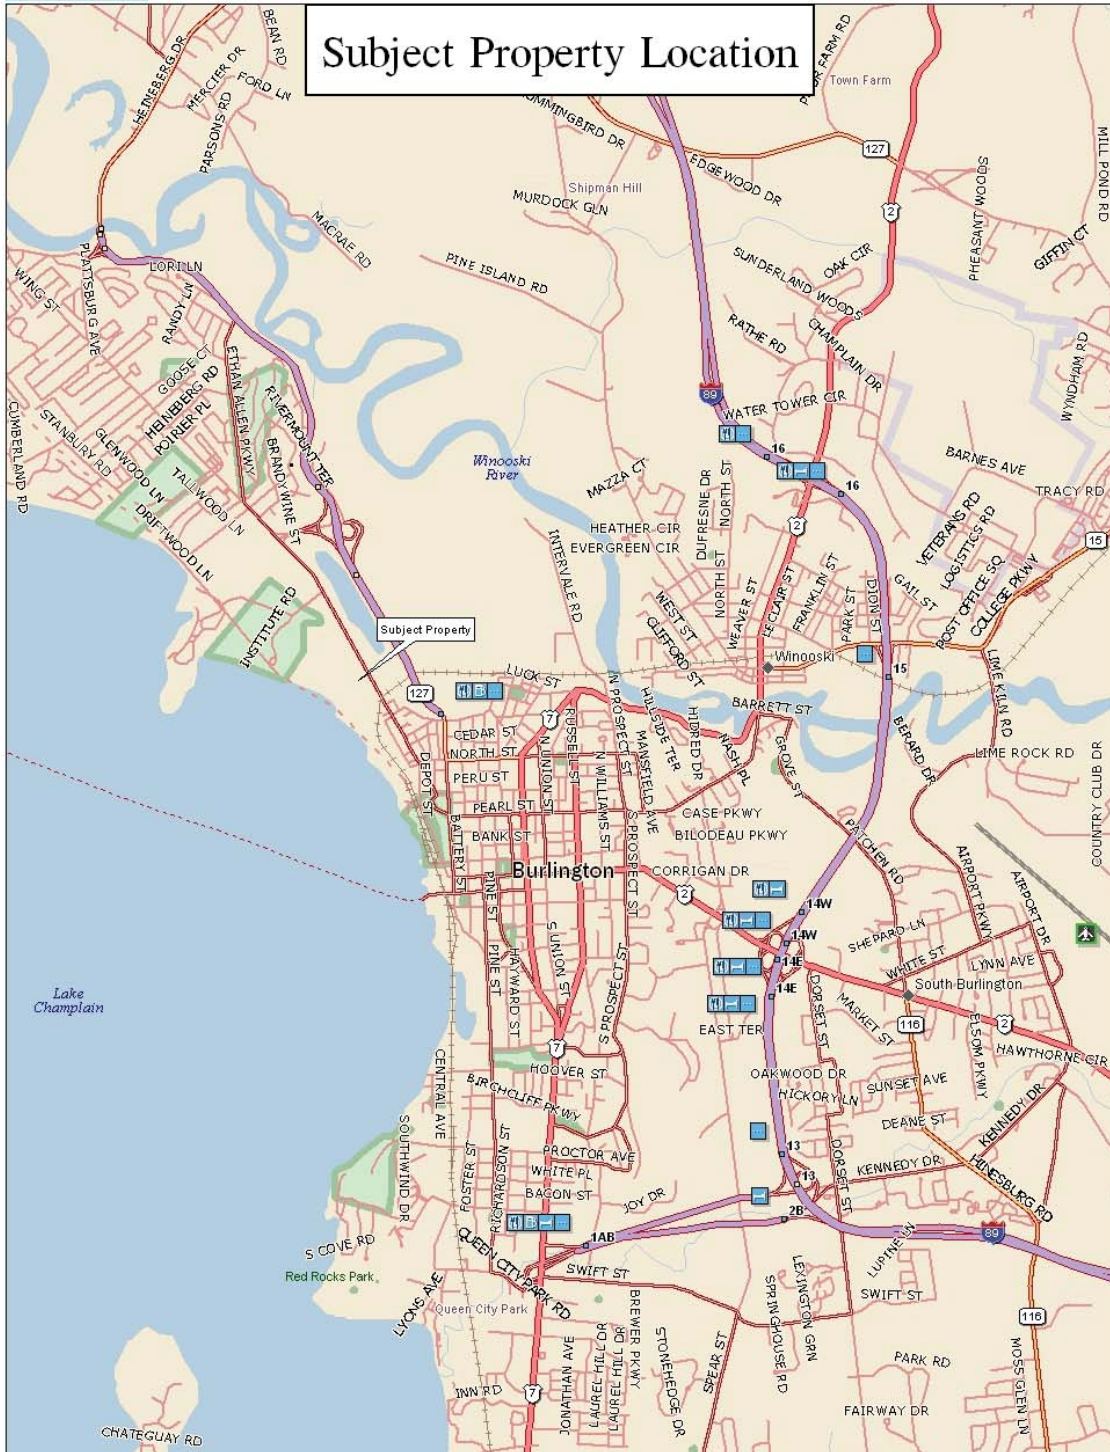 Subject Property Location
HEINEBERG DR
BEAN RD
MERCIER DR
FORD LN
PARSONS RD
Town Farm
127
MILL POND RD
EDGEWOOD DR
Shipman Hill
MURDOCK GLN
2
PHEASANT WOODS
MACRAE RD
GIFFIN CT
PLATTSBURG AVE
LORI LN
PINE ISLAND RD
OAK CIR
SUNDERLAND WOODS
WING ST
RANDY LN
RATHE RD
CHAMPLAIN DR
WYNDHAM RD
GOOSE CT
ETHAN ALLEN PKWY
HEINEBERG RD
POIRIER PL
RIVERMOUNT TER
89
WATER TOWER CIR
CUMBERLAND RD
STANBURY RD
GLENWOOD LN
BRANDYWINE ST
16
Winooski
River
MAZZA CT
BARNES AVE
TALLWOOD LN
DRIFTWOOD LN
16
TRACY RD
DUFRESNE DR
NORTH ST
HEATHER CIR
EVERGREEN CIR
2
VETERANS RD
LOGISTICS RD
15
INTERVALE RD
POST OFFICE SQ
COLLEGE PKWY
INSTITUTE RD
WEST ST
CLIFFORD ST
NORTH ST
WEAVER ST
LECLAIR ST
FRANKLIN ST
PARK ST
DION ST
GAIL ST
Subject Property
Winooski
15
LIME KILN RD
LUCK ST
127
7
N PROSPECT ST
HILLSIDE TER
HILDRED DR
BARRETT ST
RUSSELL ST
CEDAR ST
NORTH ST
N UNION ST
MANSFIELD AVE
NASH PL
GROVE ST
BERARD DR
LIME ROCK RD
DEPOT ST
PERU ST
N WILLIAMS ST
PEARL ST
S PROSPECT ST
CASE PKWY
BILODEAU PKWY
COUNTRY CLUB DR
BATTERY ST
BANK ST
PATCHEN RD
AIRPORT PKWY
Burlington
CORRIGAN DR
2
AIRPORT DR
PINE ST
14W
S UNION ST
14W
SHEPARD LN
WHITE ST
LYNN AVE
14E
PINE ST
HAYWARD ST
S PROSPECT ST
South Burlington
Lake
Champlain
14E
DORSET ST
MARKET ST
EAST TER
116
ELSOM PKWY
2
HAWTHORNE CIR
7
CENTRAL AVE
HOOVER ST
BIRCHCLIFF PKWY
OAKWOOD DR
HICKORY LN
SUNSET AVE
DEANE ST
KENNEDY DR
SOUTHWIND DR
FOSTER ST
RICHARDSON ST
PROCTOR AVE
13
WHITE PL
DORSET ST
KENNEDY DR
HINESBURG RD
BACON ST
JOY DR
13
2B
S COVE RD
1AB
89
QUEEN CITY PARK RD
LUPINE LN
Red Rocks Park
SWIFT ST
LYONS AVE
Queen City Park
BREWER PKWY
SPRINGHOUSE RD
LEXINGTON GRN
SWIFT ST
116
JONATHAN AVE
LAUREL HILL DR
LAUREL HILL DR
STONEHEDGE DR
SPEAR ST
PARK RD
MOSS GLEN LN
INN RD
7
FAIRWAY DR
CHATEGUAY RD